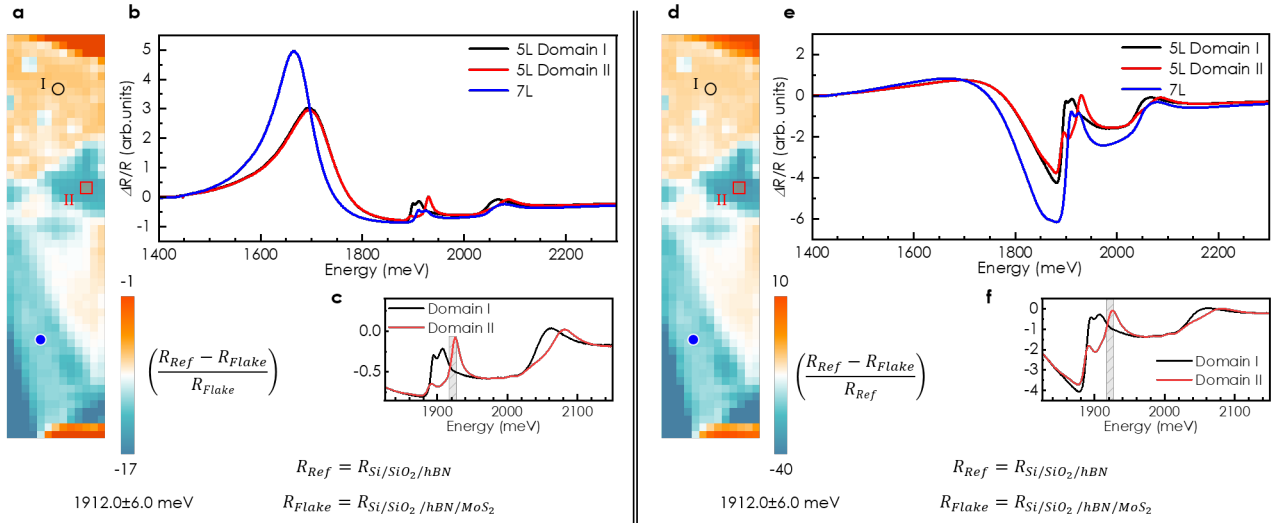 a
I
II
-1
-17
1912.0±6.0 meV
b
5L Domain I
5L Domain II
7L
ΔR/R (arb.units)
5
4
3
2
1
0
-1
1400 1600 1800 2000 2200
Energy (meV)
c
Domain I
Domain II
0.0
-0.5
1900 2000 2100
Energy (meV)
(R_Ref − R_Flake / R_Flake)
R_Ref = R_Si/SiO₂/hBN
R_Flake = R_Si/SiO₂/hBN/MoS₂
d
I
II
10
-40
1912.0±6.0 meV
e
5L Domain I
5L Domain II
7L
ΔR/R (arb. units)
2
0
-2
-4
-6
1400 1600 1800 2000 2200
Energy (meV)
f
Domain I
Domain II
0
-1
-2
-3
-4
1900 2000 2100
Energy (meV)
(R_Ref − R_Flake / R_Ref)
R_Ref = R_Si/SiO₂/hBN
R_Flake = R_Si/SiO₂/hBN/MoS₂